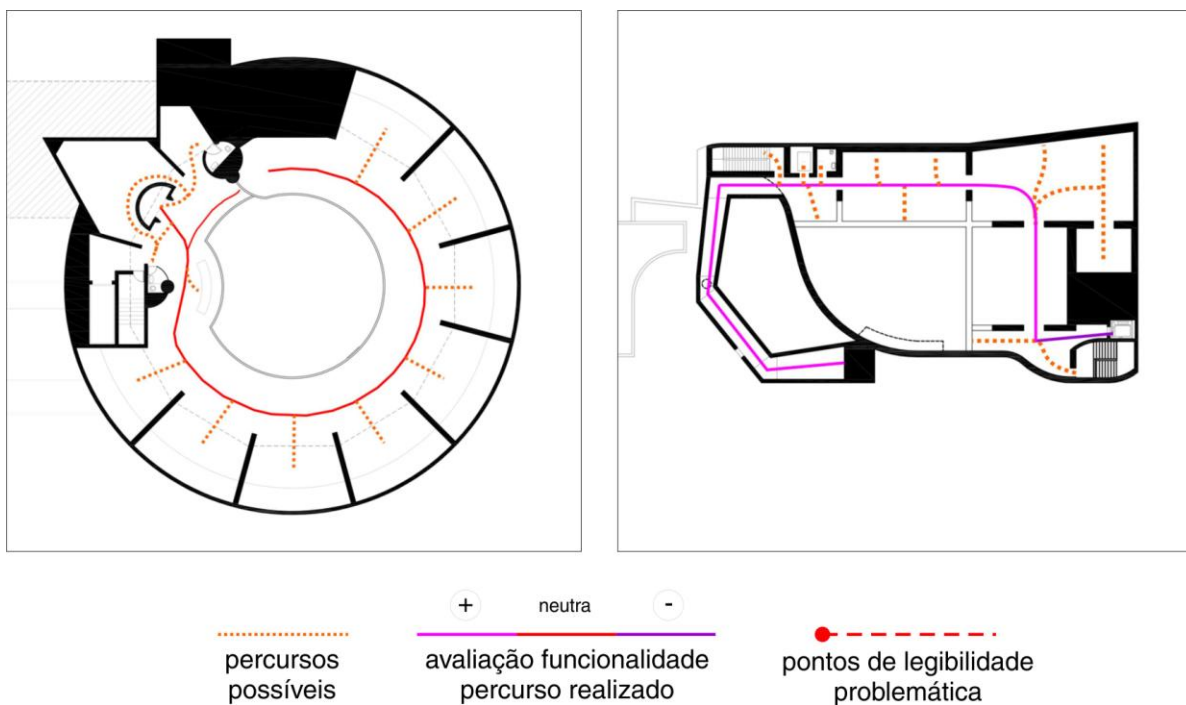 + neutra -
percursos
possíveis
avaliação funcionalidade
percurso realizado
pontos de legibilidade
problemática